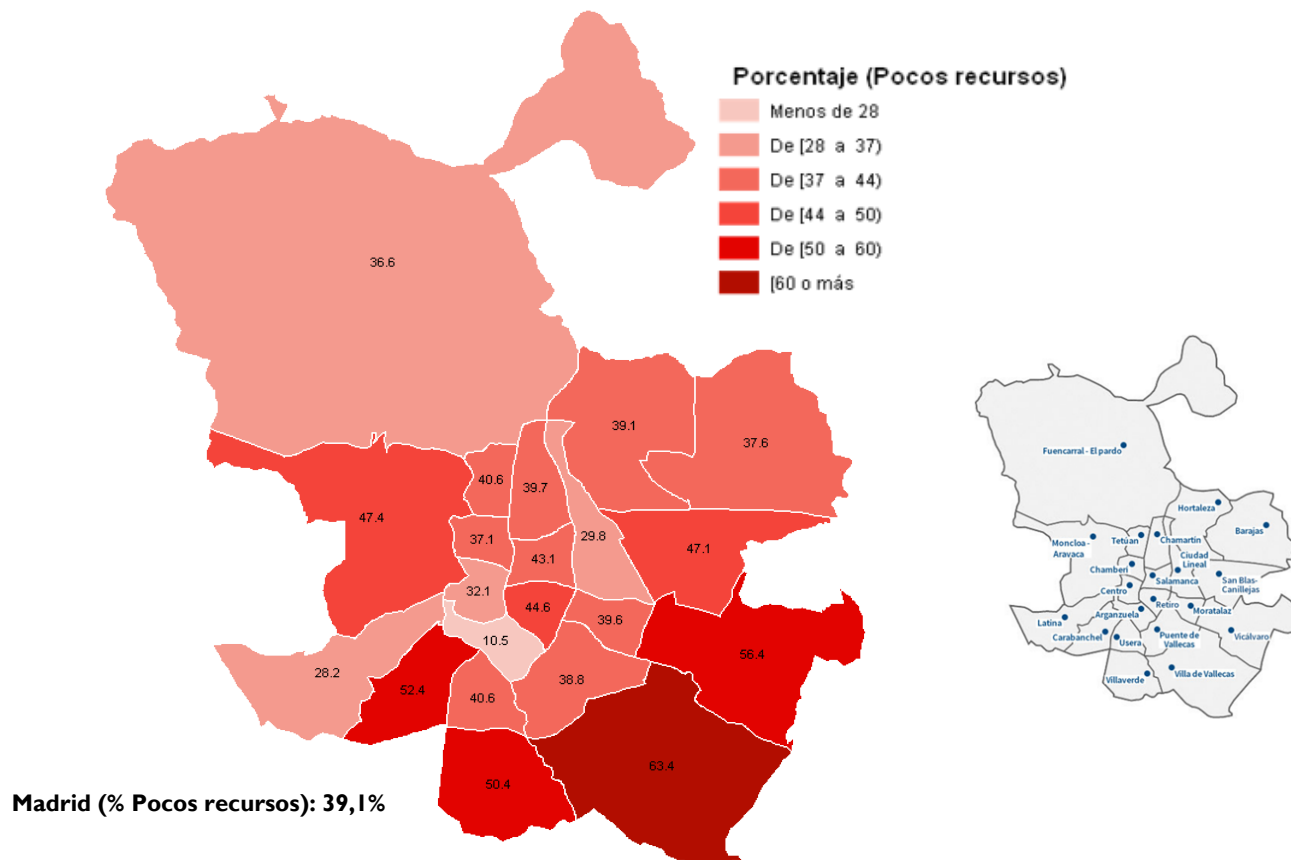 Porcentaje (Pocos recursos)
Menos de 28
De [28 a 37)
De [37 a 44)
De [44 a 50)
De [50 a 60)
[60 o más
36.6
39.1
37.6
40.6
39.7
47.4
29.8
47.1
37.1
43.1
32.1
44.6
39.6
10.5
56.4
28.2
52.4
40.6
38.8
63.4
50.4
Madrid (% Pocos recursos): 39,1%
Fuencarral - El pardo
Hortaleza
Barajas
Moncloa -
Aravaca
Tetúan
Chamartín
Ciudad
Lineal
Chamberí
Salamanca
San Blas-
Canillejas
Centro
Retiro
Arganzuela
Moratalaz
Latina
Carabanchel
Usera
Puente de
Vallecas
Vicálvaro
Villaverde
Villa de Vallecas